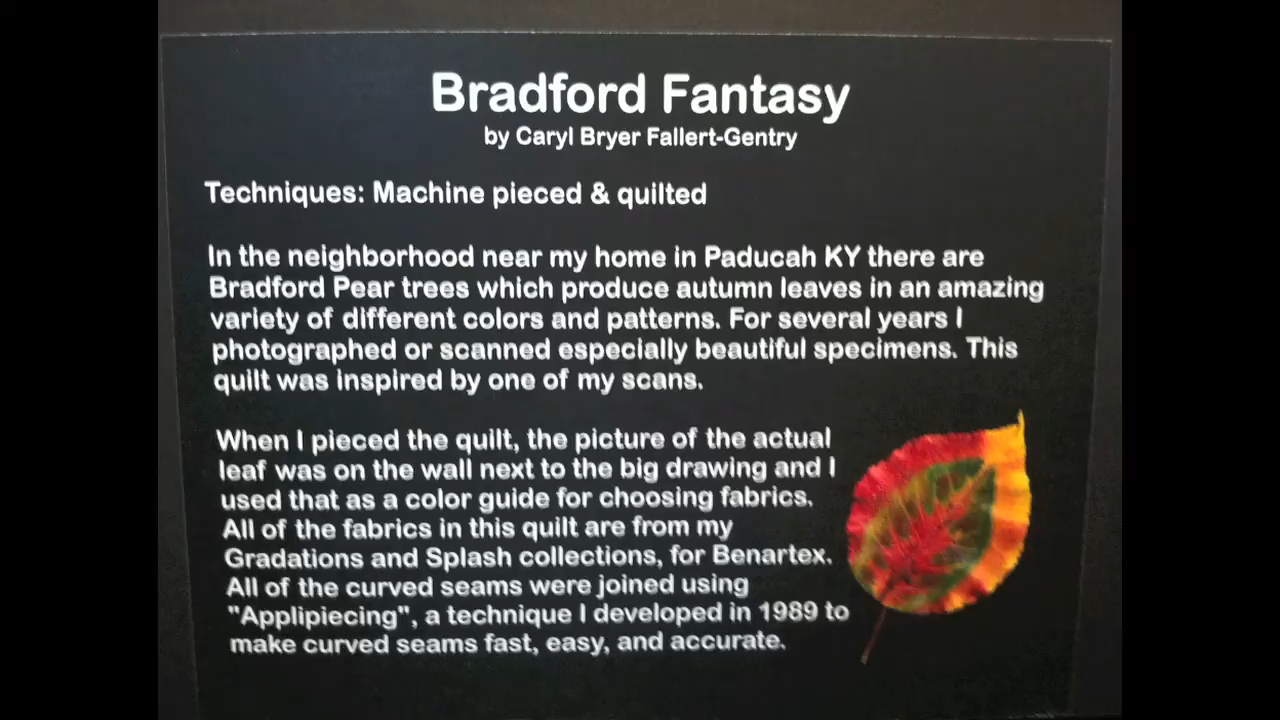 Bradford Fantasy
by Caryl Bryer Fallert-Gentry
Techniques: Machine pieced & quilted
In the neighborhood near my home in Paducah KY there are
Bradford Pear trees which produce autumn leaves in an amazing
variety of different colors and patterns. For several years I
photographed or scanned especially beautiful specimens. This
quilt was inspired by one of my scans.
When I pieced the quilt, the picture of the actual
leaf was on the wall next to the big drawing and I
used that as a color guide for choosing fabrics.
All of the fabrics in this quilt are from my
Gradations and Splash collections, for Benartex.
All of the curved seams were joined using
"Applipiecing", a technique I developed in 1989 to
make curved seams fast, easy, and accurate.